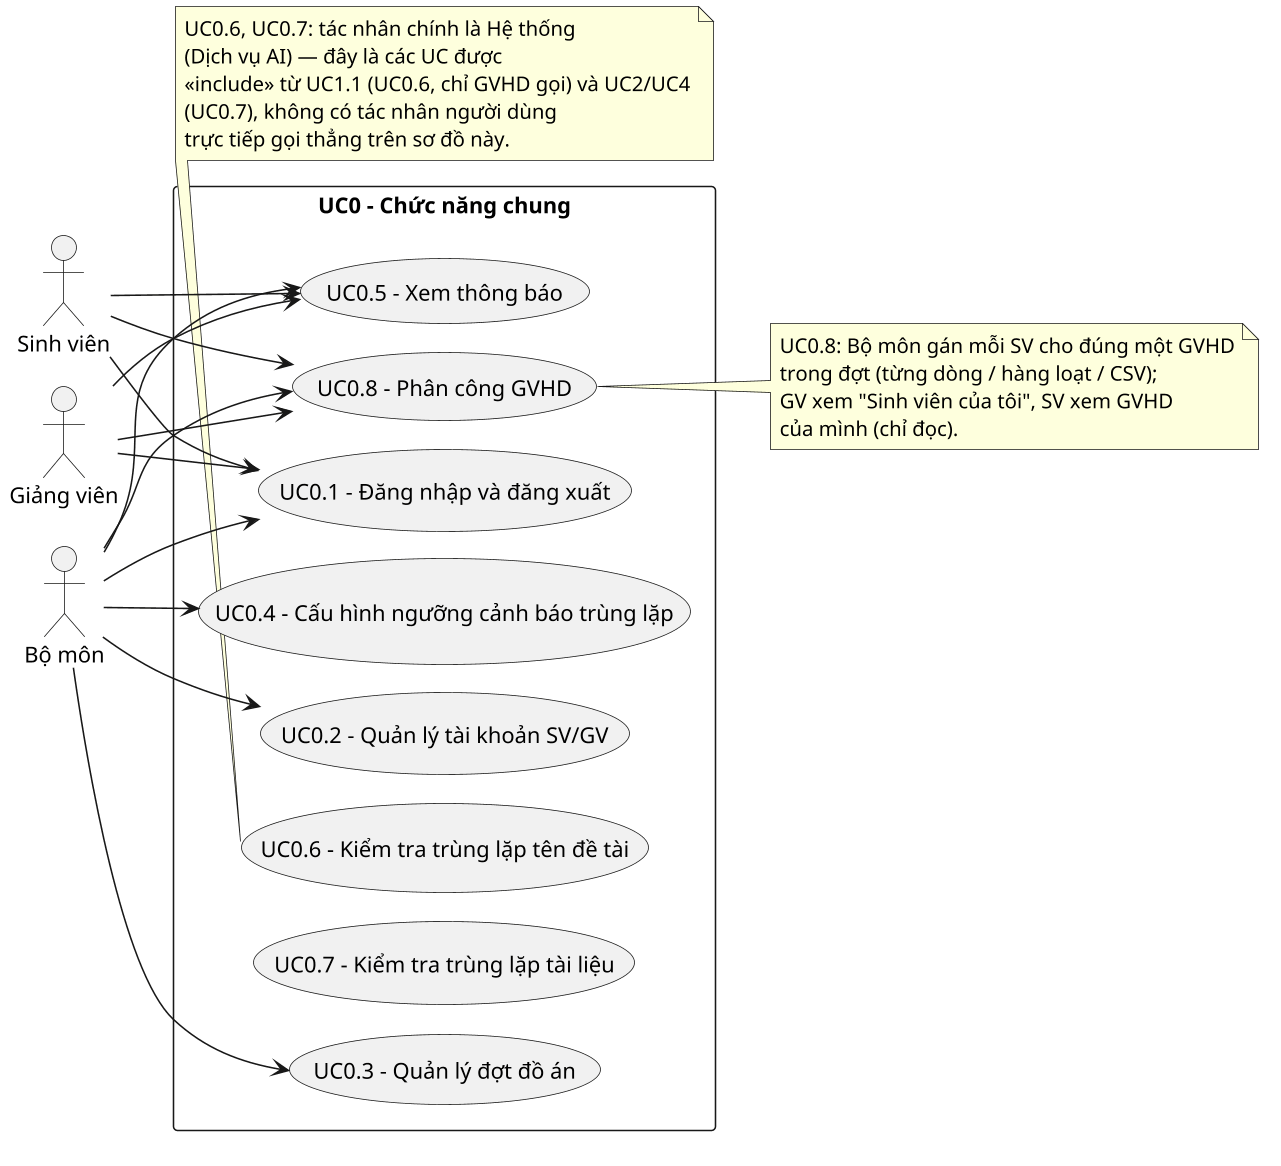 UC0.6, UC0.7: tác nhân chính là Hệ thống
(Dịch vụ AI) — đây là các UC được
«include» từ UC1.1 (UC0.6, chỉ GVHD gọi) và UC2/UC4
(UC0.7), không có tác nhân người dùng
trực tiếp gọi thẳng trên sơ đồ này.
UC0 - Chức năng chung
Sinh viên
Giảng viên
Bộ môn
UC0.5 - Xem thông báo
UC0.8 - Phân công GVHD
UC0.1 - Đăng nhập và đăng xuất
UC0.4 - Cấu hình ngưỡng cảnh báo trùng lặp
UC0.2 - Quản lý tài khoản SV/GV
UC0.6 - Kiểm tra trùng lặp tên đề tài
UC0.7 - Kiểm tra trùng lặp tài liệu
UC0.3 - Quản lý đợt đồ án
UC0.8: Bộ môn gán mỗi SV cho đúng một GVHD
trong đợt (từng dòng / hàng loạt / CSV);
GV xem "Sinh viên của tôi", SV xem GVHD
của mình (chỉ đọc).